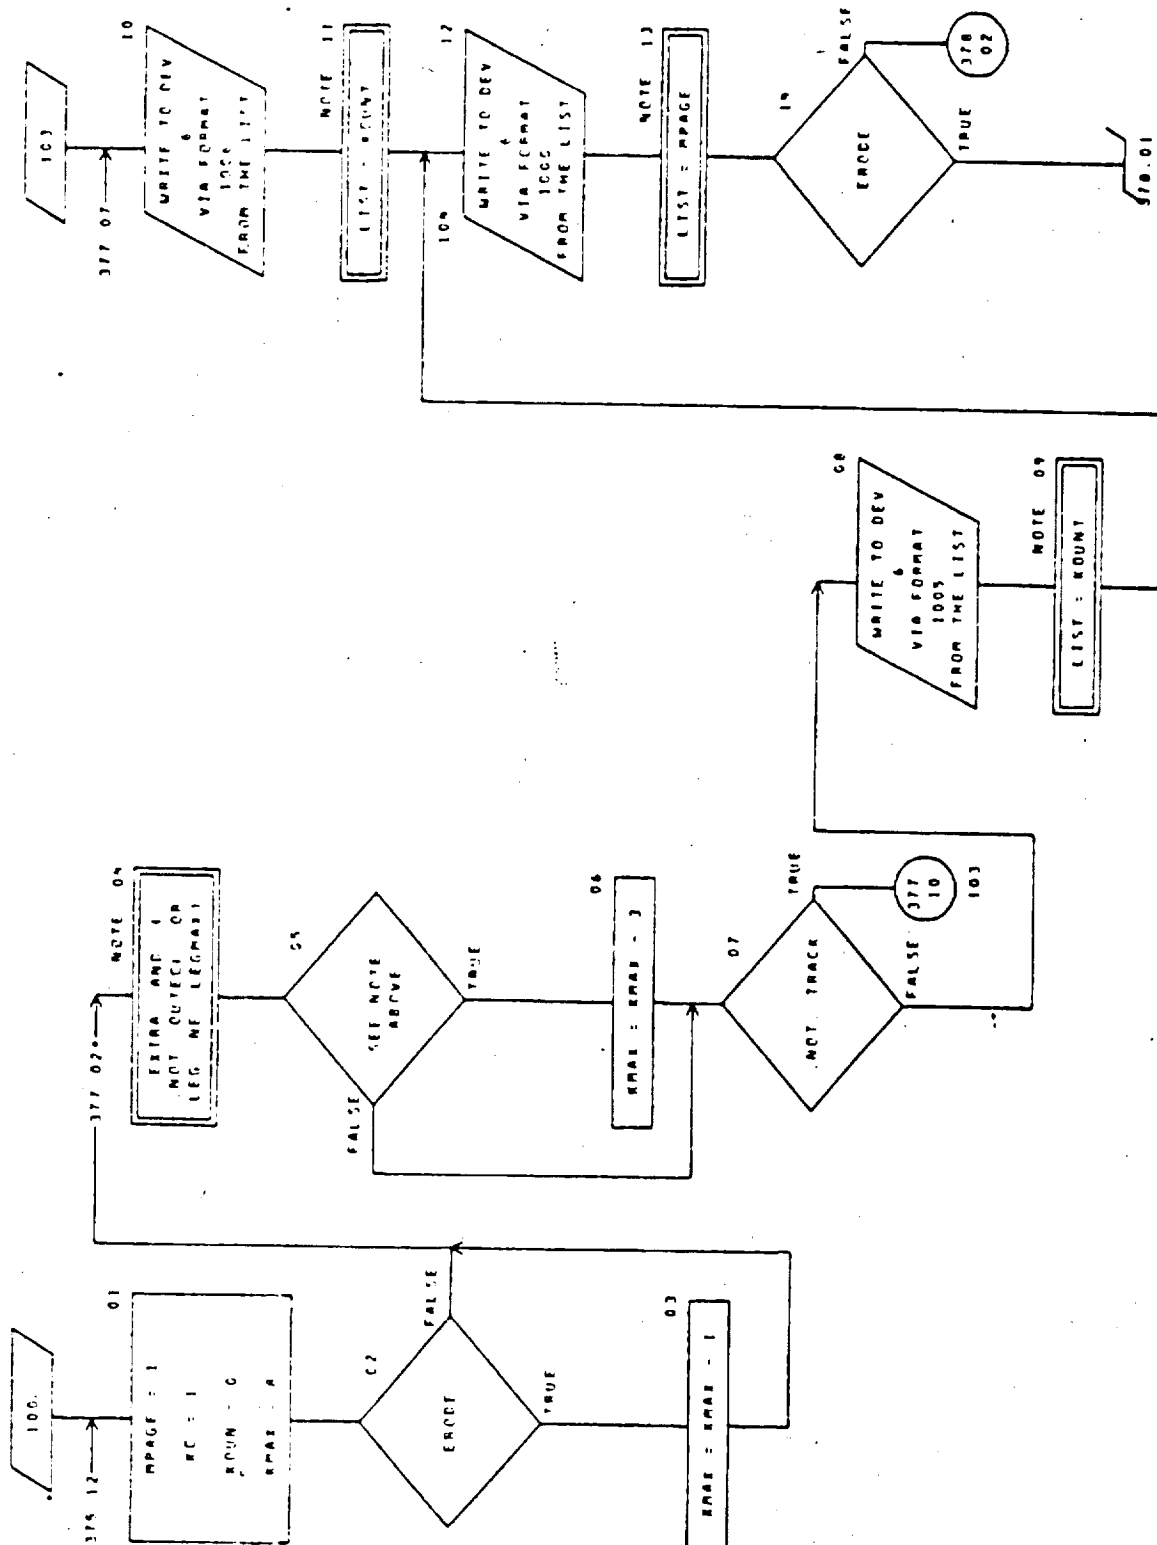 100
375 12
01
MPAGE = 1
KC = 1
KMAX
02
ERODE
FALSE
TRUE
03
KMAX = KMAX - 1
377 02
NOTE 04
EXTRA AND (
.NOT. OUTECI OR
LEG NE LEGMAX)
05
SEE NOTE
ABOVE
FALSE
TRUE
06
KMAX = KMAX - 3
07
.NOT. TRACK
TRUE
377
10
103
FALSE
08
WRITE TO DEV
6
VIA FORMAT
1005
FROM THE LIST
NOTE 09
LIST = KOUNT
103
377 07
10
WRITE TO DEV
6
VIA FORMAT
FROM THE LIST
NOTE 11
LIST = KOUNT
104
12
WRITE TO DEV
6
VIA FORMAT
FROM THE LIST
NOTE 13
LIST = MPAGE
14
ERODE
FALSE
378
02
TRUE
378.01